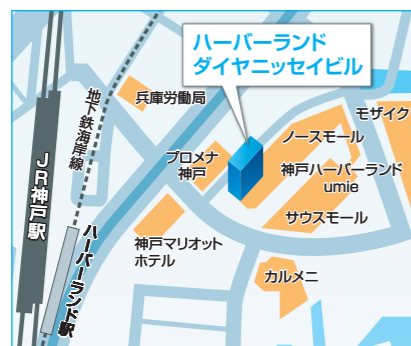 ハーバーランド
ダイヤニッセイビル
兵庫労働局
地下鉄海岸線
モザイク
ノースモール
プロメナ
神戸
神戸ハーバーランド
umie
JR神戸駅
サウスモール
ハーバーランド駅
神戸マリオット
ホテル
カルメニ